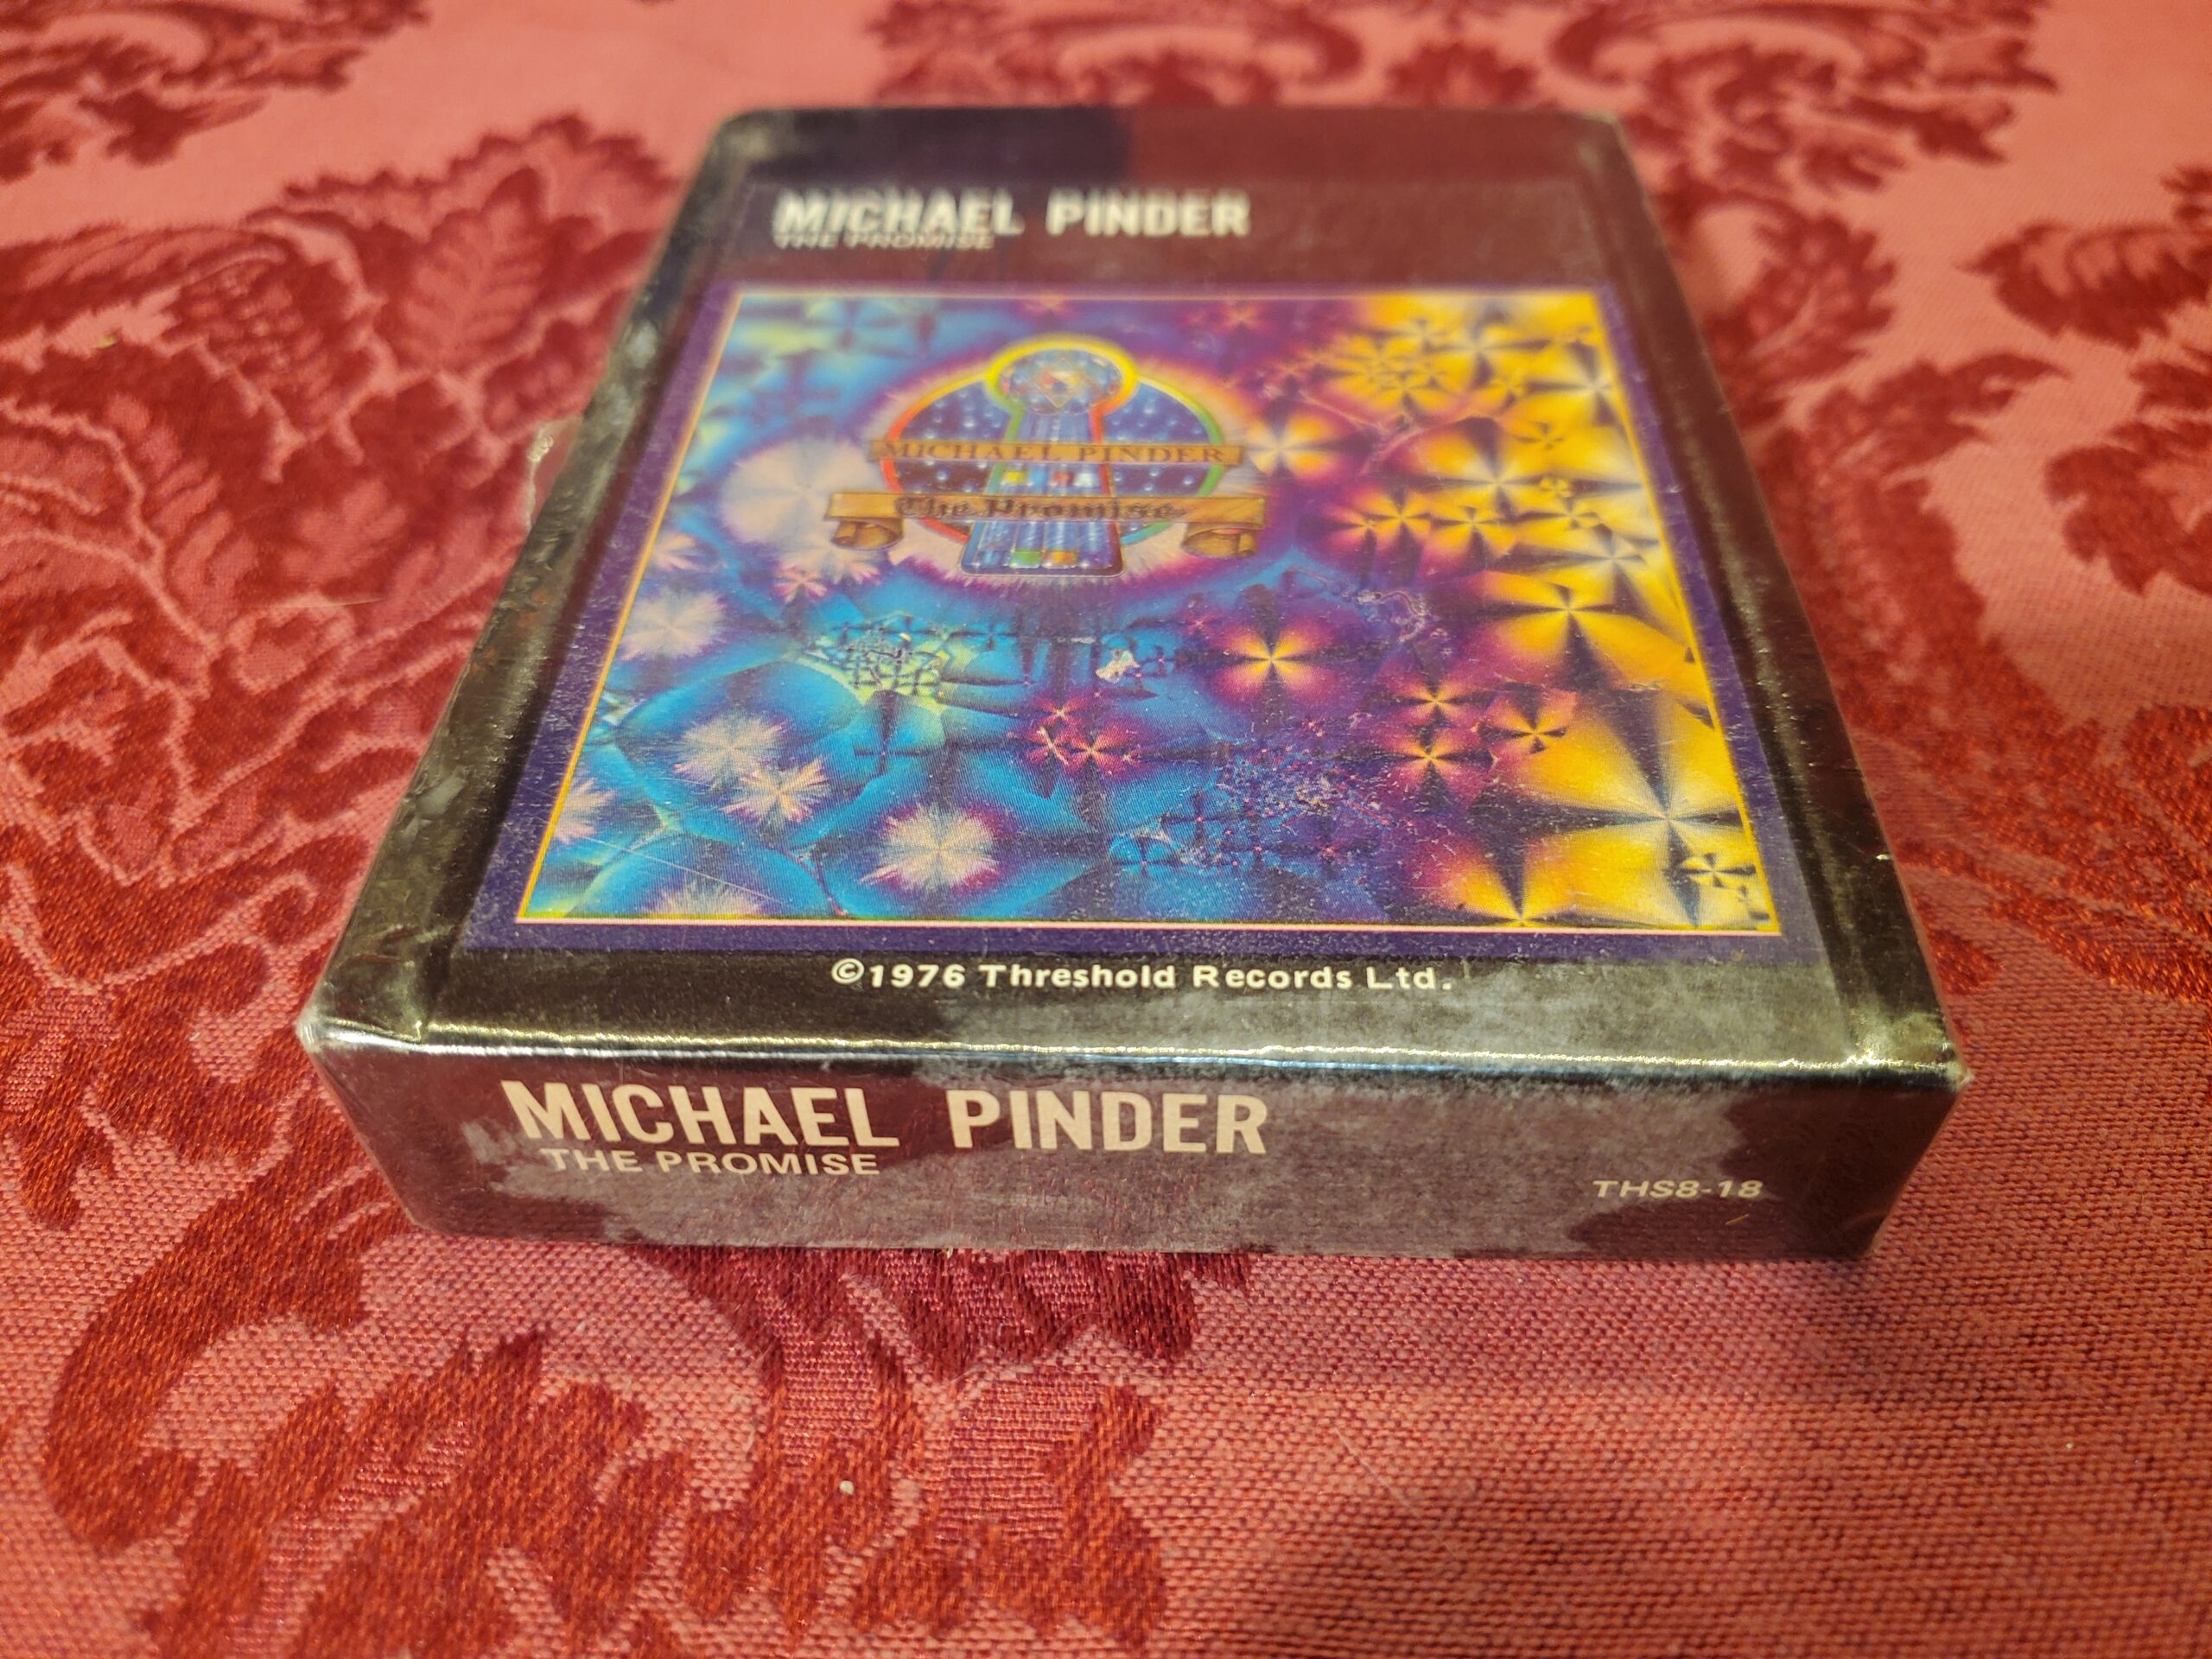 MICHAEL PINDER
THE PROMISE
MICHAEL PINDER
The Promise
©1976 Threshold Records Ltd.
MICHAEL PINDER
THE PROMISE
THS8-18